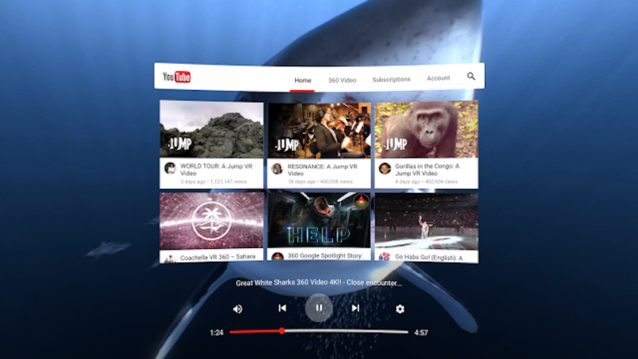 YouTube
Home
360 Video
Subscriptions
Account
JUMP
JUMP
JUMP
WORLD TOUR: A Jump VR
Video
3 days ago • 1,121,147 views
RESONANCE: A Jump VR
Video
18 days ago • 400,508 views
Gorillas in the Congo: A
Jump VR Video
4 days ago • 402,034 views
HELP
Coachella VR 360 – Sahara
360 Google Spotlight Story
Go Habs Go! (English): A
Great White Sharks 360 Video 4K!! - Close encounter...
1:24
4:57